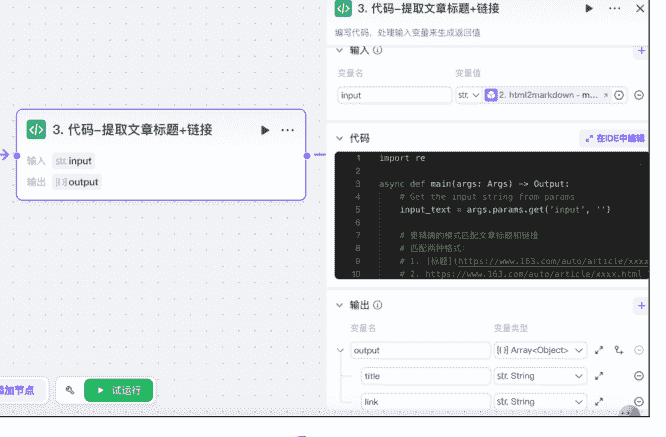 3. 代码-提取文章标题+链接
编写代码，处理输入变量来生成返回值
输入
变量名 变量值
input str. 2. html2markdown - m...
代码 在IDE中编辑
1 import re
2
3 async def main(args: Args) -> Output:
4 # Get the input string from params
5 input_text = args.params.get('input', '')
6
7 # 更精确的模式匹配文章标题和链接
8 # 匹配两种格式：
9 # 1. [标题](https://www.163.com/auto/article/xxxx
10 # 2. https://www.163.com/auto/article/xxxx.html
输出
变量名 变量类型
output Array<Object>
title str. String
link str. String
3. 代码-提取文章标题+链接
输入 str. input
输出 output
添加节点 试运行